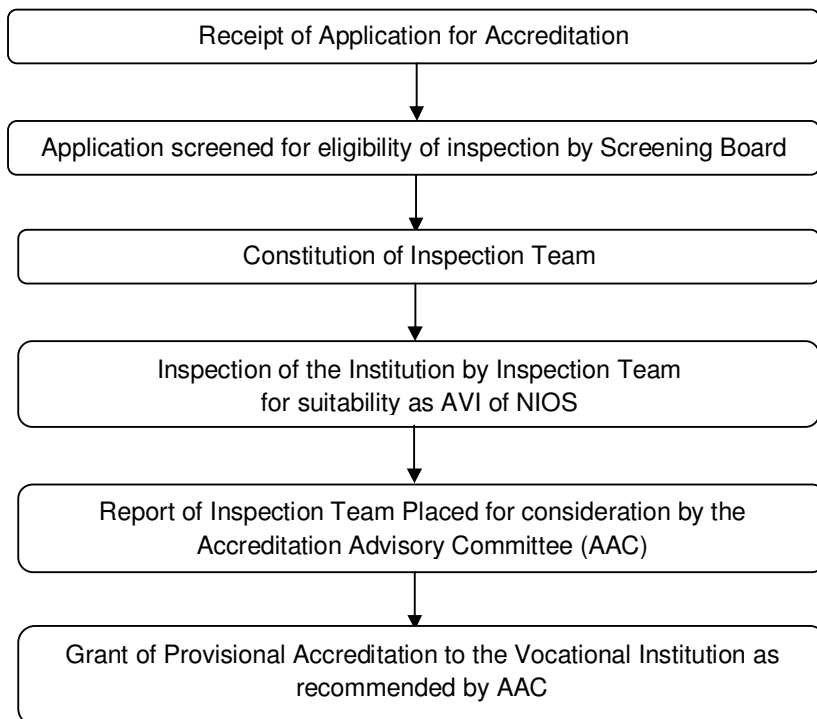 Receipt of Application for Accreditation
Application screened for eligibility of inspection by Screening Board
Constitution of Inspection Team
Inspection of the Institution by Inspection Team
for suitability as AVI of NIOS
Report of Inspection Team Placed for consideration by the
Accreditation Advisory Committee (AAC)
Grant of Provisional Accreditation to the Vocational Institution as
recommended by AAC